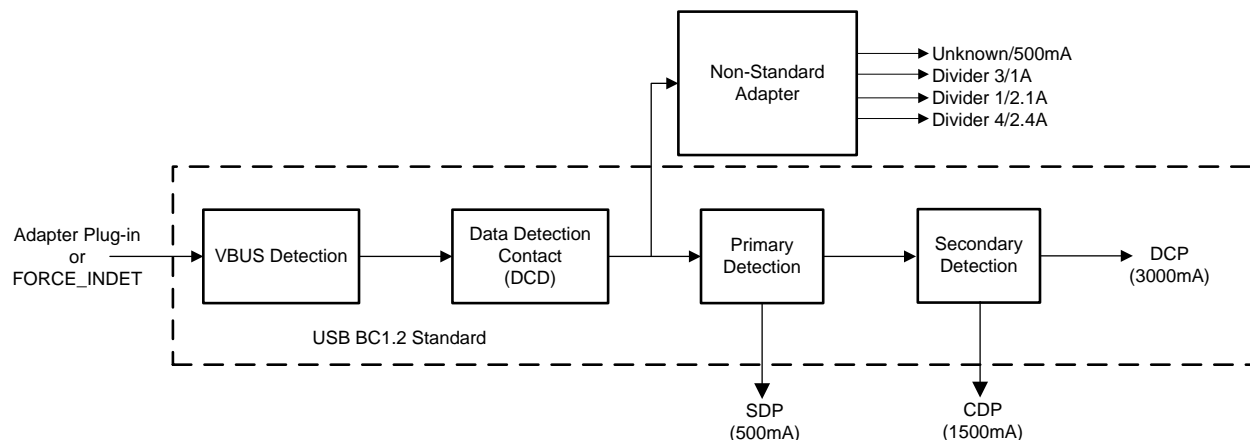 Non-Standard
Adapter
Unknown/500mA
Divider 3/1A
Divider 1/2.1A
Divider 4/2.4A
Adapter Plug-in
or
FORCE_INDET
VBUS Detection
Data Detection
Contact
(DCD)
Primary
Detection
Secondary
Detection
DCP
(3000mA)
USB BC1.2 Standard
SDP
(500mA)
CDP
(1500mA)